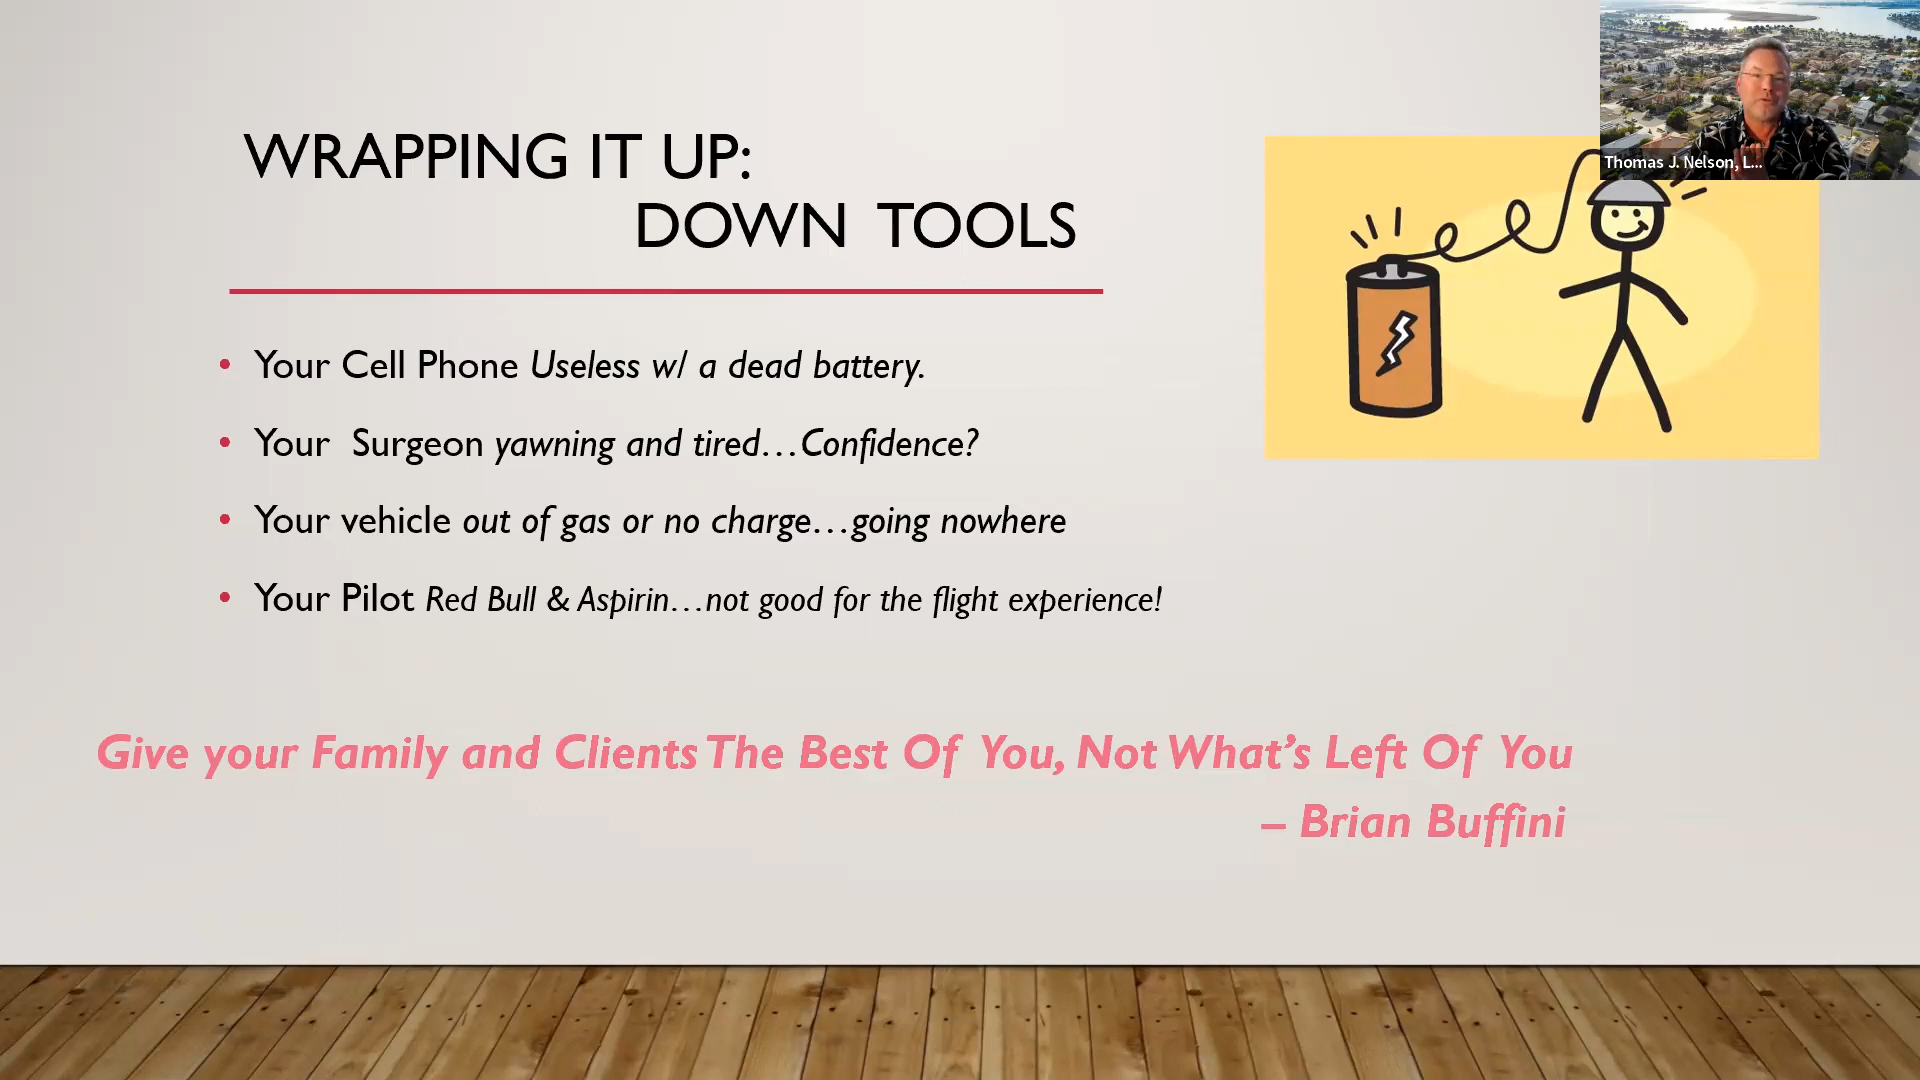 WRAPPING IT UP:
DOWN TOOLS
• Your Cell Phone Useless w/ a dead battery.
• Your Surgeon yawning and tired…Confidence?
• Your vehicle out of gas or no charge…going nowhere
• Your Pilot Red Bull & Aspirin…not good for the flight experience!
Give your Family and Clients The Best Of You, Not What’s Left Of You
– Brian Buffini
Thomas J. Nelson, L...